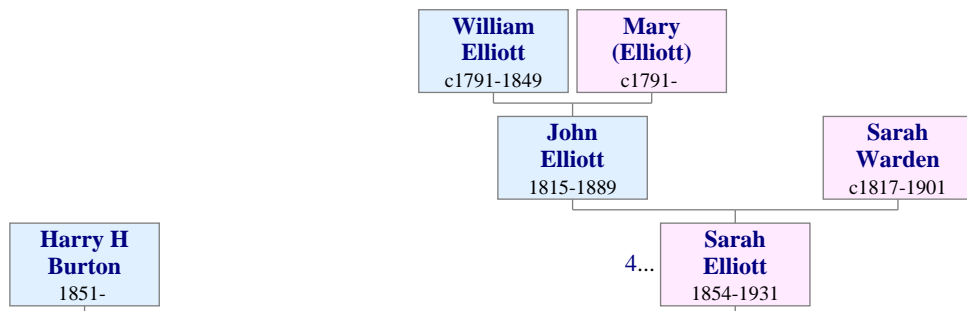 William
Elliott
c1791-1849
Mary
(Elliott)
c1791-
John
Elliott
1815-1889
Sarah
Warden
c1817-1901
Harry H
Burton
1851-
4...
Sarah
Elliott
1854-1931